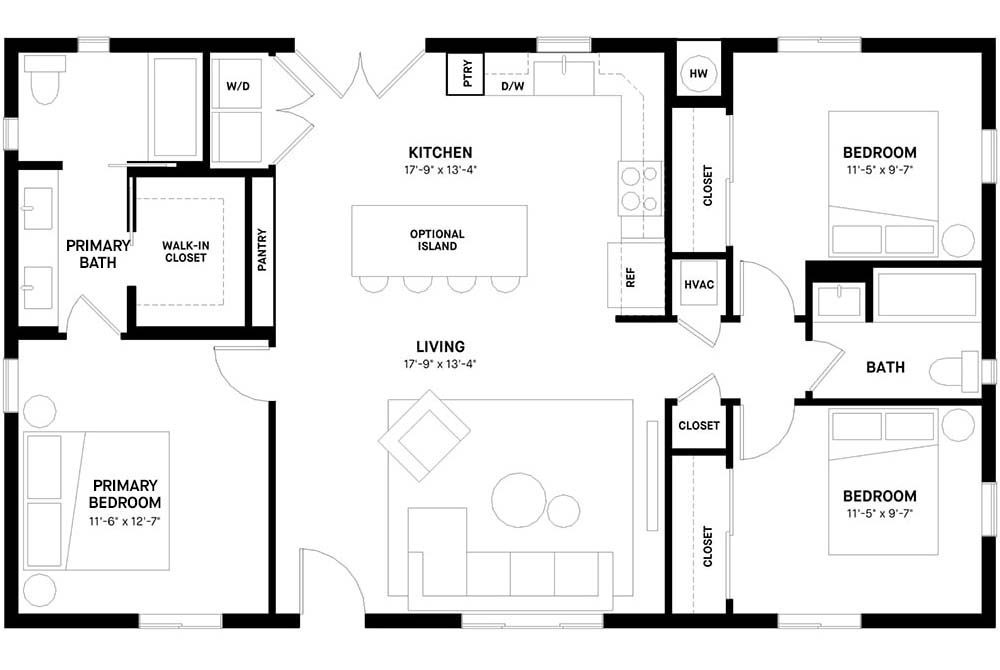 W/D
PTRY
D/W
HW
KITCHEN
17'-9" x 13'-4"
BEDROOM
11'-5" x 9'-7"
CLOSET
OPTIONAL
ISLAND
PRIMARY
BATH
WALK-IN
CLOSET
PANTRY
REF
HVAC
LIVING
17'-9" x 13'-4"
BATH
CLOSET
PRIMARY
BEDROOM
11'-6" x 12'-7"
BEDROOM
11'-5" x 9'-7"
CLOSET